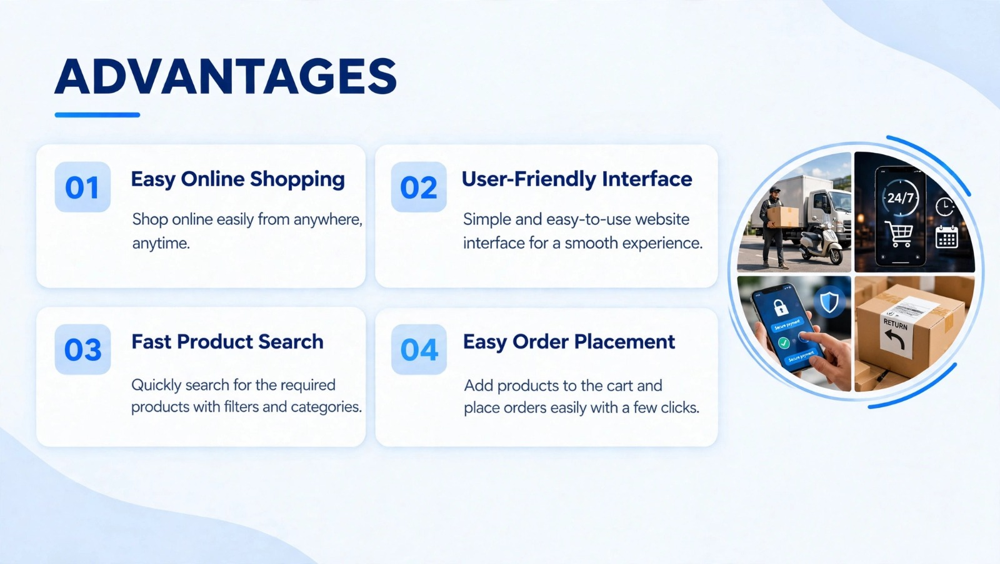 ADVANTAGES
01
Easy Online Shopping
Shop online easily from anywhere,
anytime.
02
User-Friendly Interface
Simple and easy-to-use website
interface for a smooth experience.
03
Fast Product Search
Quickly search for the required
products with filters and categories.
04
Easy Order Placement
Add products to the cart and
place orders easily with a few clicks.
24/7
Secure payment
Secure payment
RETURN